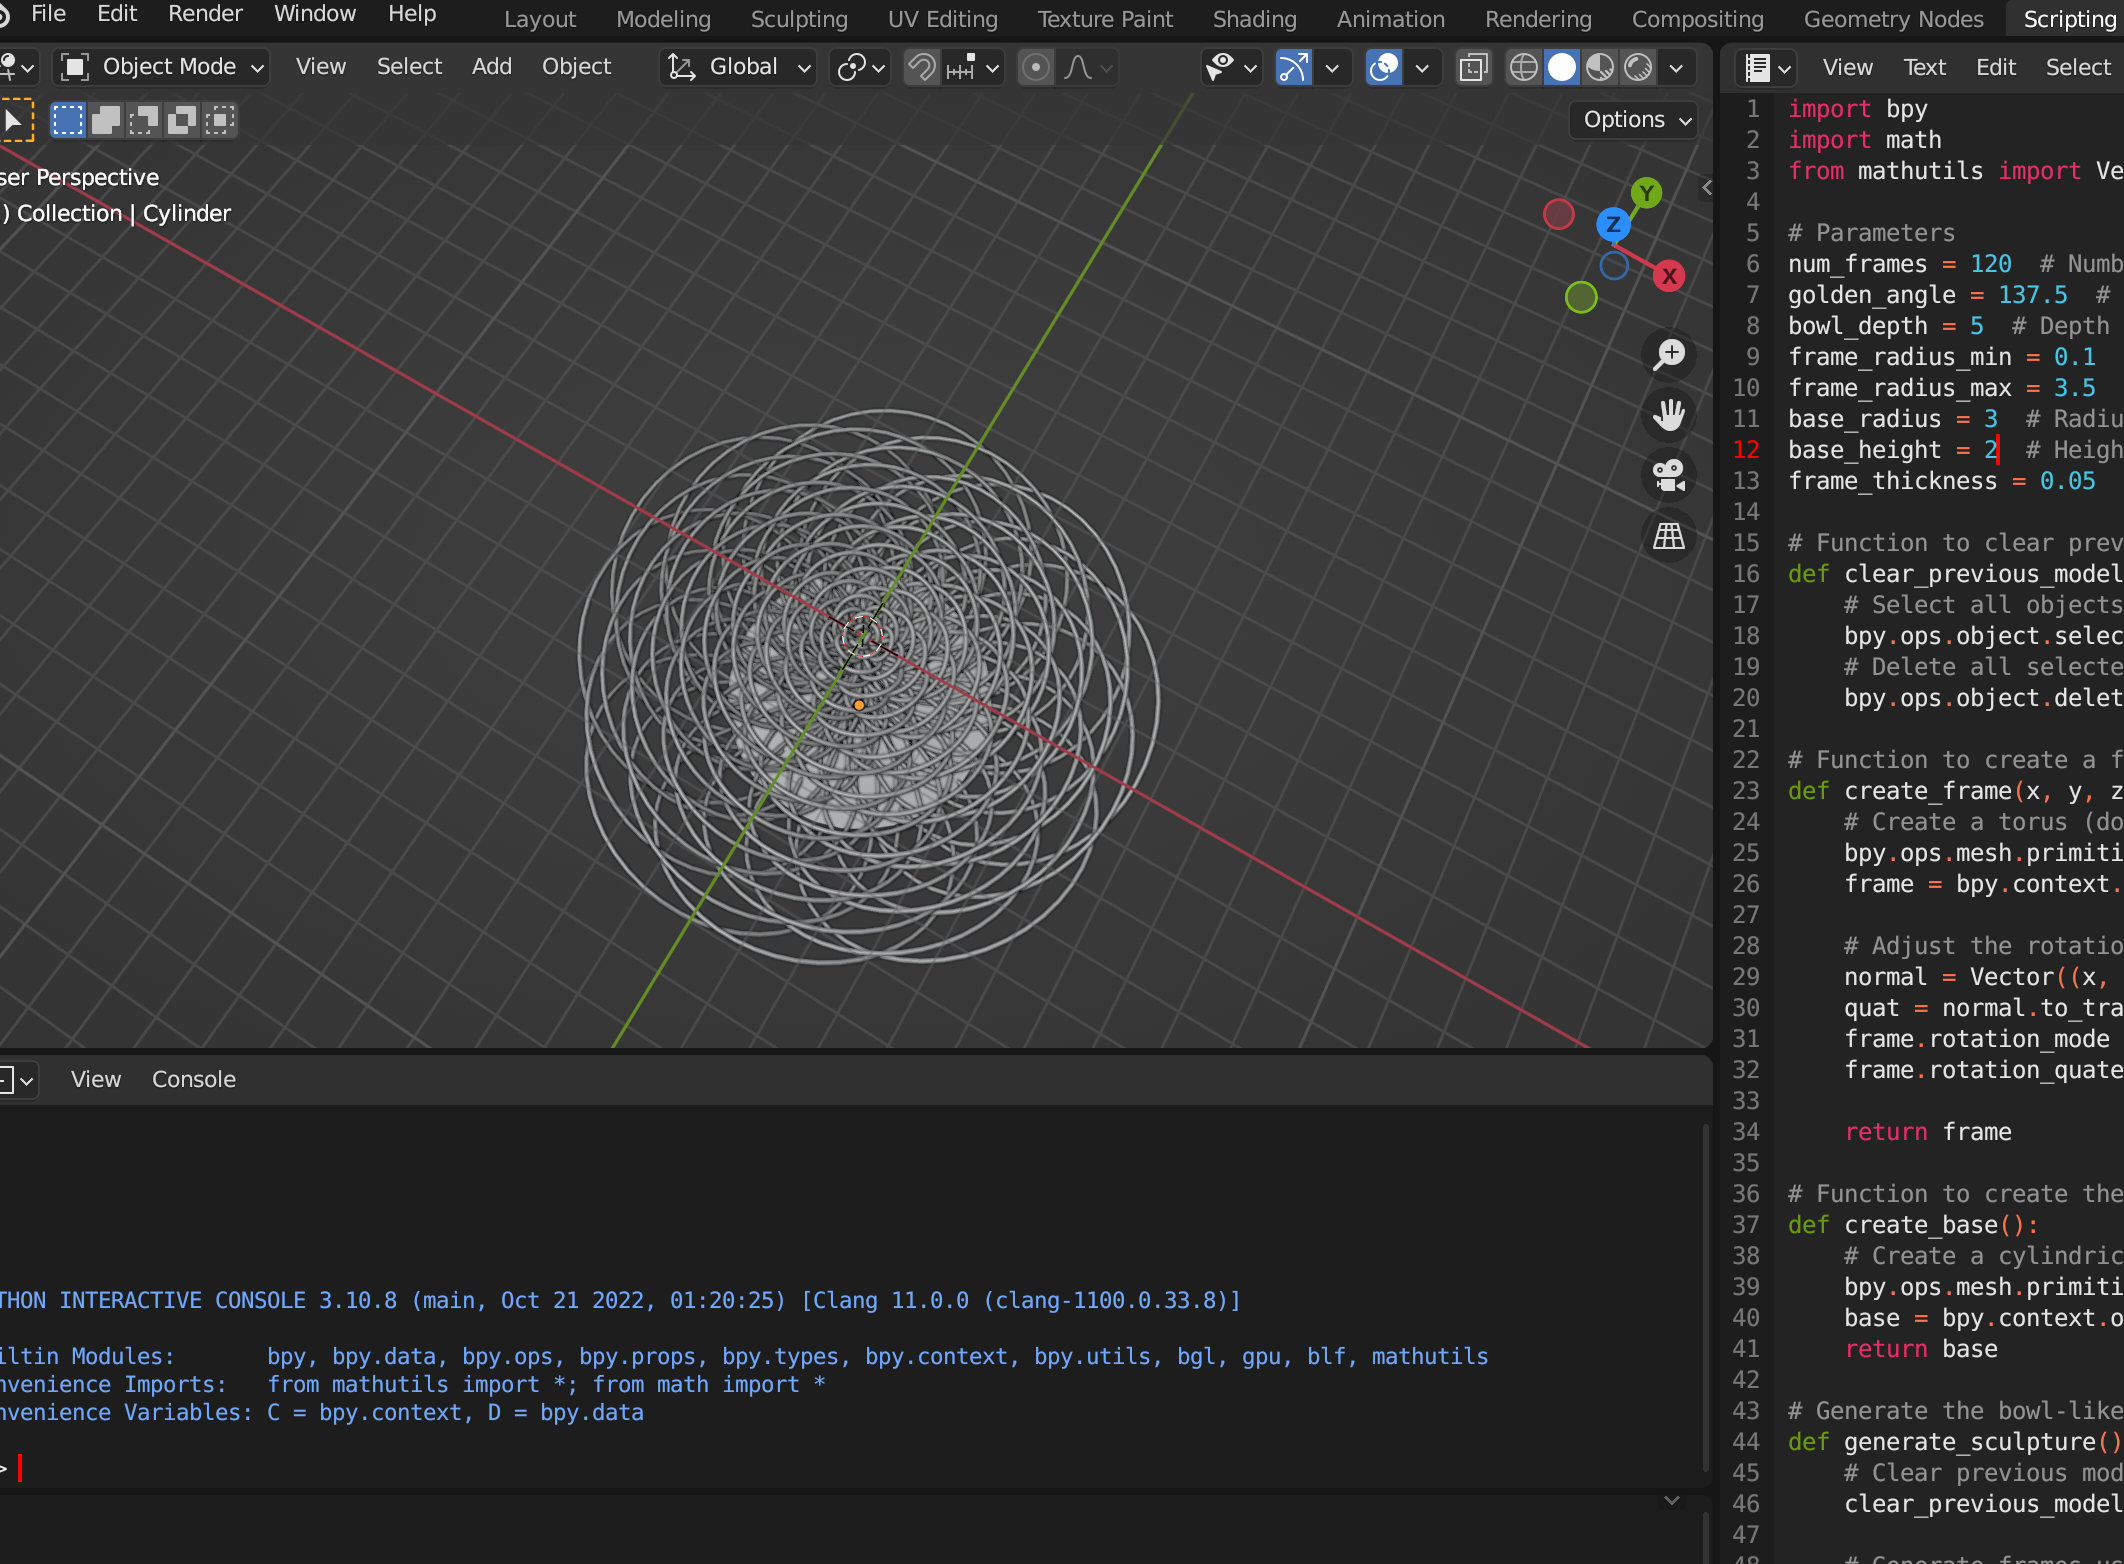 File Edit Render Window Help
Layout Modeling Sculpting UV Editing Texture Paint Shading Animation Rendering Compositing Geometry Nodes Scripting
Object Mode View Select Add Object Global
Options
ser Perspective
) Collection | Cylinder
Y
Z
X
View Console
THON INTERACTIVE CONSOLE 3.10.8 (main, Oct 21 2022, 01:20:25) [Clang 11.0.0 (clang-1100.0.33.8)]
iltin Modules: bpy, bpy.data, bpy.ops, bpy.props, bpy.types, bpy.context, bpy.utils, bgl, gpu, blf, mathutils
nvenience Imports: from mathutils import *; from math import *
nvenience Variables: C = bpy.context, D = bpy.data
>
View Text Edit Select
1 import bpy
2 import math
3 from mathutils import Ve
4
5 # Parameters
6 num_frames = 120 # Numb
7 golden_angle = 137.5 #
8 bowl_depth = 5 # Depth
9 frame_radius_min = 0.1
10 frame_radius_max = 3.5
11 base_radius = 3 # Radiu
12 base_height = 2 # Heigh
13 frame_thickness = 0.05
14
15 # Function to clear prev
16 def clear_previous_model
17 # Select all objects
18 bpy.ops.object.selec
19 # Delete all selecte
20 bpy.ops.object.delet
21
22 # Function to create a f
23 def create_frame(x, y, z
24 # Create a torus (do
25 bpy.ops.mesh.primiti
26 frame = bpy.context.
27
28 # Adjust the rotatio
29 normal = Vector((x,
30 quat = normal.to_tra
31 frame.rotation_mode
32 frame.rotation_quate
33
34 return frame
35
36 # Function to create the
37 def create_base():
38 # Create a cylindric
39 bpy.ops.mesh.primiti
40 base = bpy.context.o
41 return base
42
43 # Generate the bowl-like
44 def generate_sculpture()
45 # Clear previous mod
46 clear_previous_model
47
48 # Generate frames us